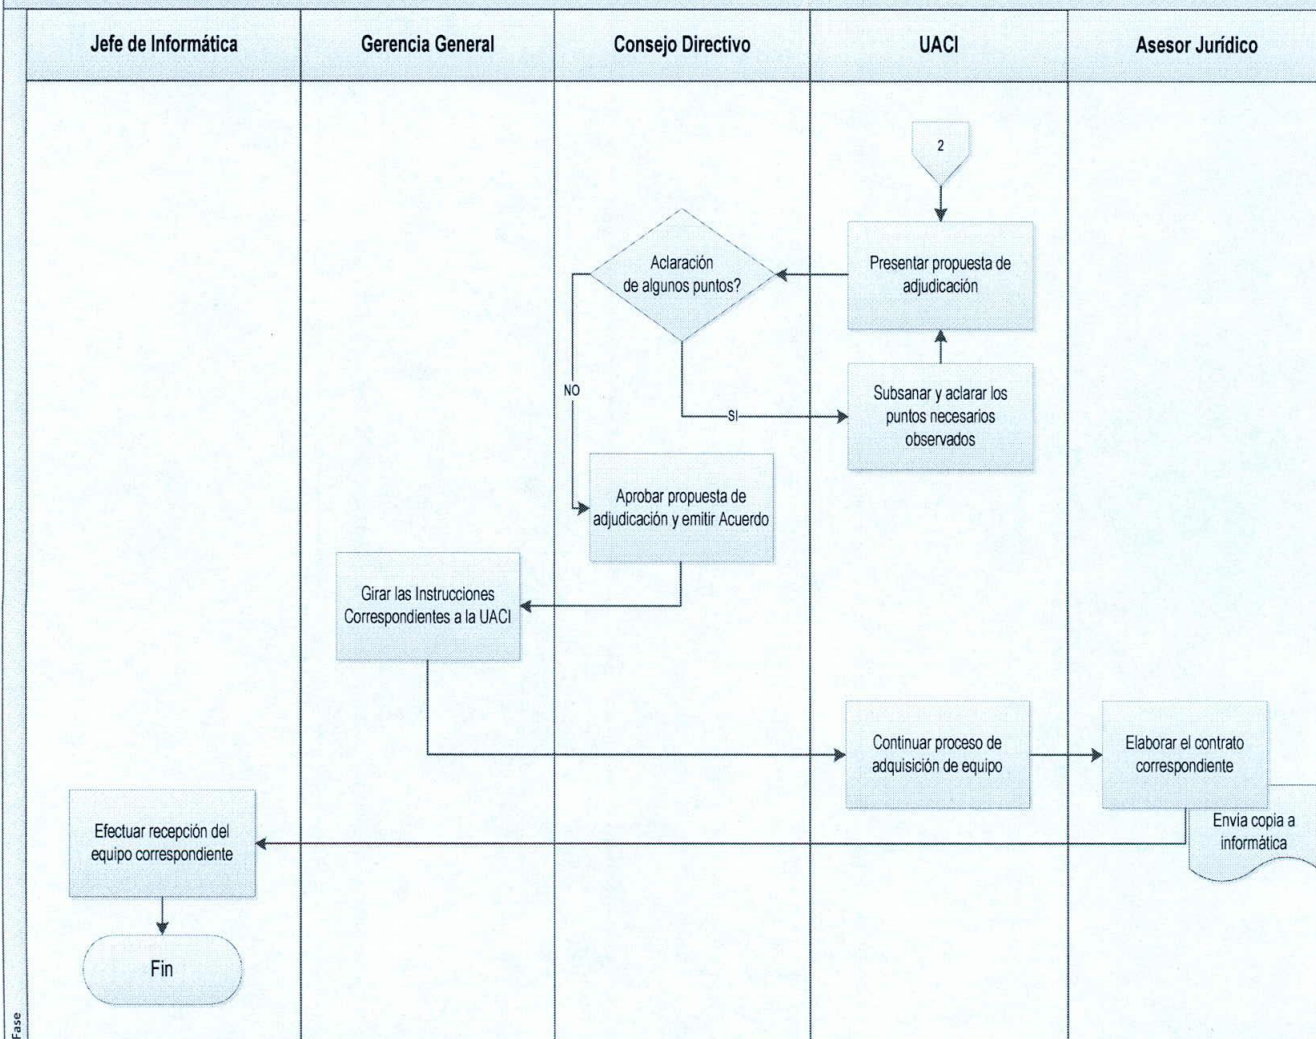 Jefe de Informática
Gerencia General
Consejo Directivo
UACI
Asesor Jurídico
2
Presentar propuesta de
adjudicación
Aclaración
de algunos puntos?
NO
SI
Subsanar y aclarar los
puntos necesarios
observados
Aprobar propuesta de
adjudicación y emitir Acuerdo
Girar las Instrucciones
Correspondientes a la UACI
Continuar proceso de
adquisición de equipo
Elaborar el contrato
correspondiente
Envia copia a
informática
Efectuar recepción del
equipo correspondiente
Fin
Fase